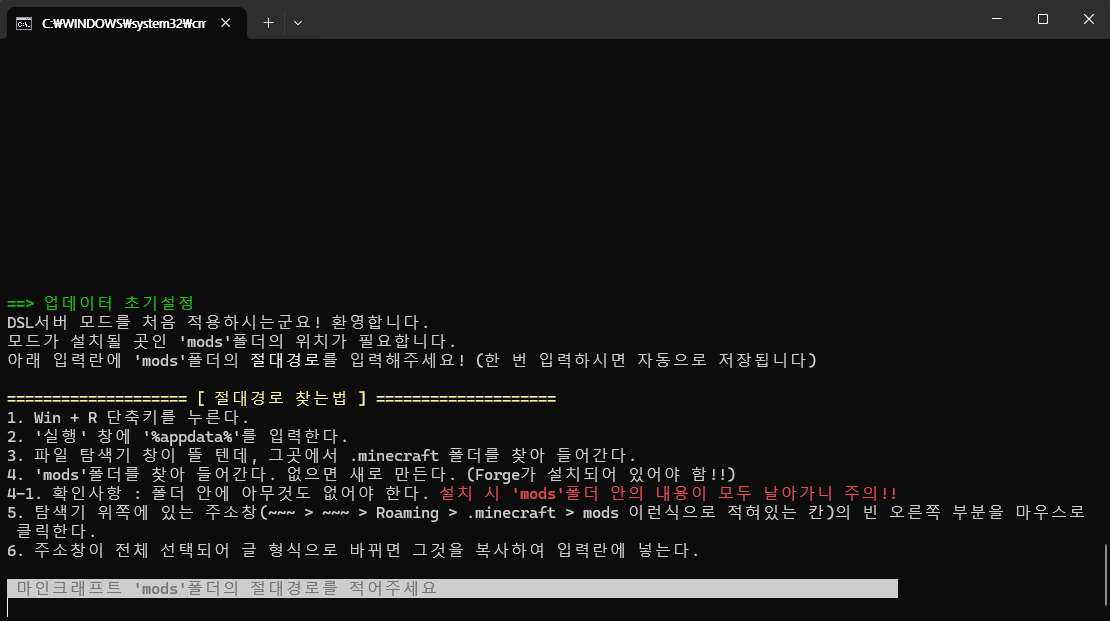 C:₩WINDOWS₩system32₩cm
==> 업데이터 초기설정
DSL서버 모드를 처음 적용하시는군요! 환영합니다.
모드가 설치될 곳인 'mods'폴더의 위치가 필요합니다.
아래 입력란에 'mods'폴더의 절대경로를 입력해주세요! (한 번 입력하시면 자동으로 저장됩니다)
==================== [ 절대경로 찾는법 ] ====================
1. Win + R 단축키를 누른다.
2. '실행' 창에 '%appdata%'를 입력한다.
3. 파일 탐색기 창이 뜰 텐데, 그곳에서 .minecraft 폴더를 찾아 들어간다.
4. 'mods'폴더를 찾아 들어간다. 없으면 새로 만든다. (Forge가 설치되어 있어야 함!!)
4-1. 확인사항 : 폴더 안에 아무것도 없어야 한다. 설치 시 'mods'폴더 안의 내용이 모두 날아가니 주의!!
5. 탐색기 위쪽에 있는 주소창(~~~ > ~~~ > Roaming > .minecraft > mods 이런식으로 적혀있는 칸)의 빈 오른쪽 부분을 마우스로
클릭한다.
6. 주소창이 전체 선택되어 글 형식으로 바뀌면 그것을 복사하여 입력란에 넣는다.
마인크래프트 'mods'폴더의 절대경로를 적어주세요